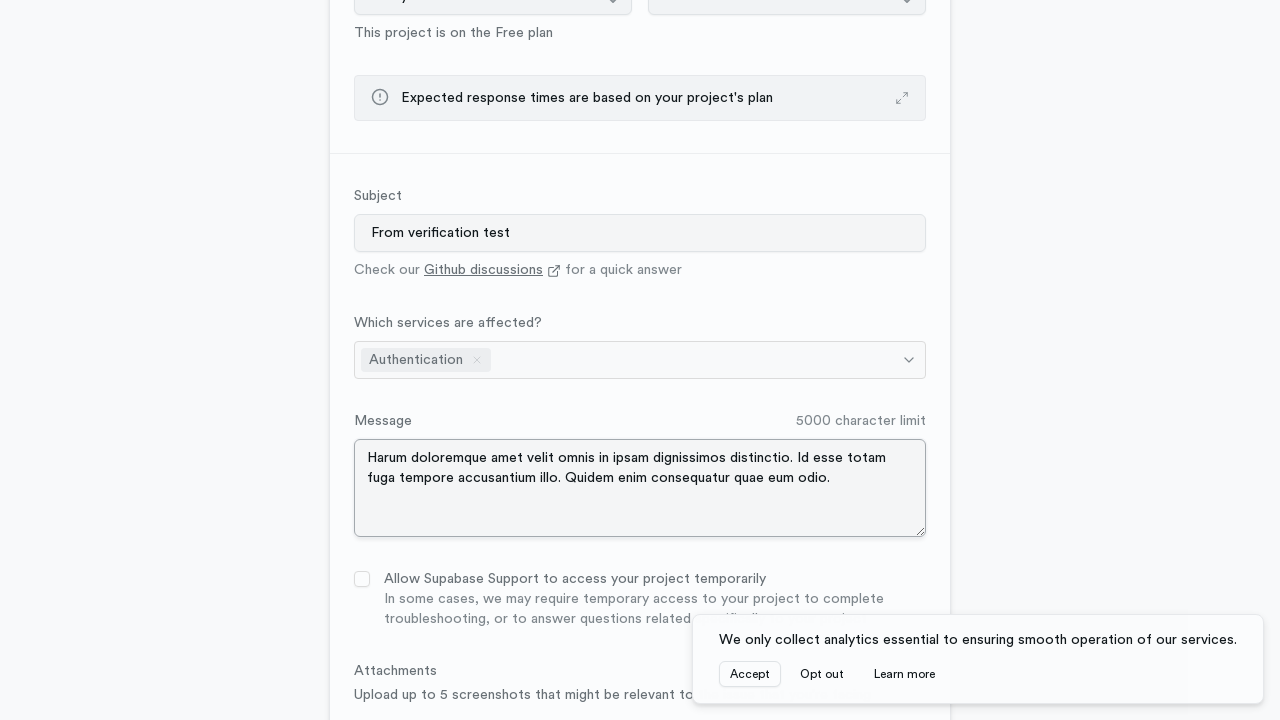 This project is on the Free plan
Expected response times are based on your project's plan
Subject
From verification test
Check our Github discussions for a quick answer
Which services are affected?
Authentication
Message
5000 character limit
Harum doloremque amet velit omnis in ipsam dignissimos distinctio. Id esse totam
fuga tempore accusantium illo. Quidem enim consequatur quae eum odio.
Allow Supabase Support to access your project temporarily
In some cases, we may require temporary access to your project to complete
troubleshooting, or to answer questions related
We only collect analytics essential to ensuring smooth operation of our services.
Accept
Opt out
Learn more
Attachments
Upload up to 5 screenshots that might be relevant to